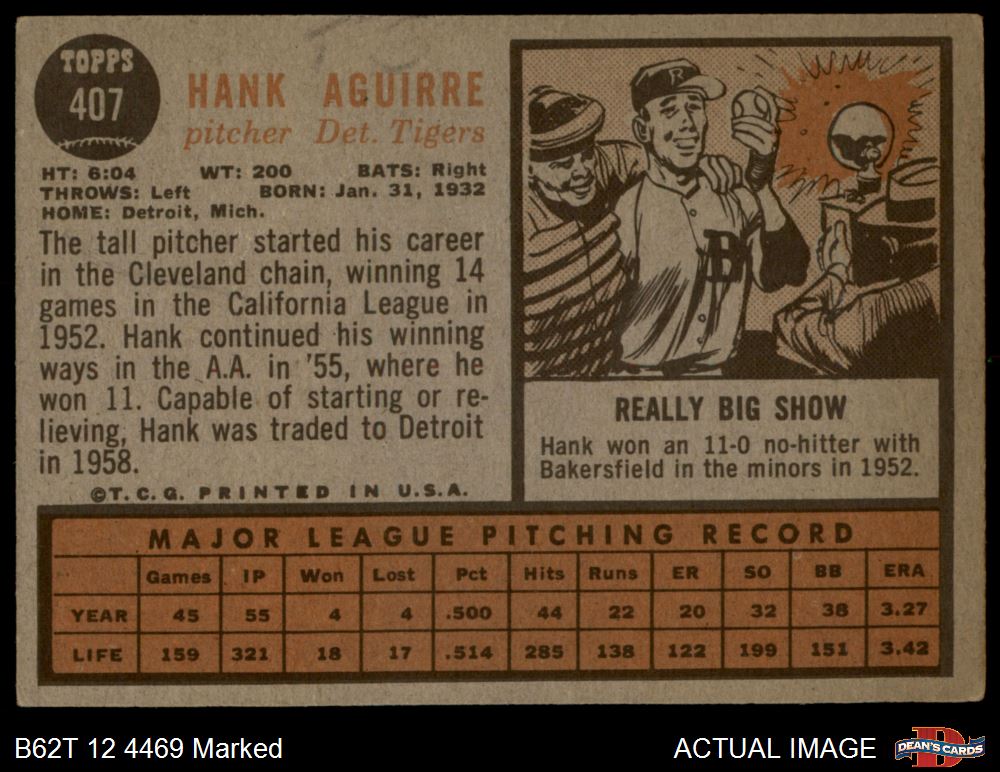 TOPPS
407
HANK AGUIRRE
pitcher Det. Tigers
HT: 6:04 WT: 200 BATS: Right
THROWS: Left BORN: Jan. 31, 1932
HOME: Detroit, Mich.
The tall pitcher started his career
in the Cleveland chain, winning 14
games in the California League in
1952. Hank continued his winning
ways in the A.A. in '55, where he
won 11. Capable of starting or re-
lieving, Hank was traded to Detroit
in 1958.
©T.C.G. PRINTED IN U.S.A.
R
B
REALLY BIG SHOW
Hank won an 11-0 no-hitter with
Bakersfield in the minors in 1952.
MAJOR LEAGUE PITCHING RECORD
Games IP Won Lost Pct Hits Runs ER SO BB ERA
YEAR 45 55 4 4 .500 44 22 20 32 38 3.27
LIFE 159 321 18 17 .514 285 138 122 199 151 3.42
B62T 12 4469 Marked
ACTUAL IMAGE
DEAN'S CARDS